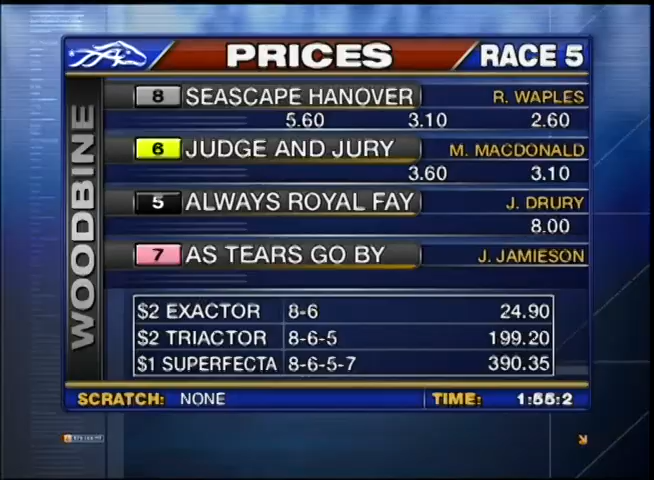 PRICES RACE 5
WOODBINE
8 SEASCAPE HANOVER R. WAPLES
5.60 3.10 2.60
6 JUDGE AND JURY M. MACDONALD
3.60 3.10
5 ALWAYS ROYAL FAY J. DRURY
8.00
7 AS TEARS GO BY J. JAMIESON
$2 EXACTOR 8-6 24.90
$2 TRIACTOR 8-6-5 199.20
$1 SUPERFECTA 8-6-5-7 390.35
SCRATCH: NONE TIME: 1:55:2